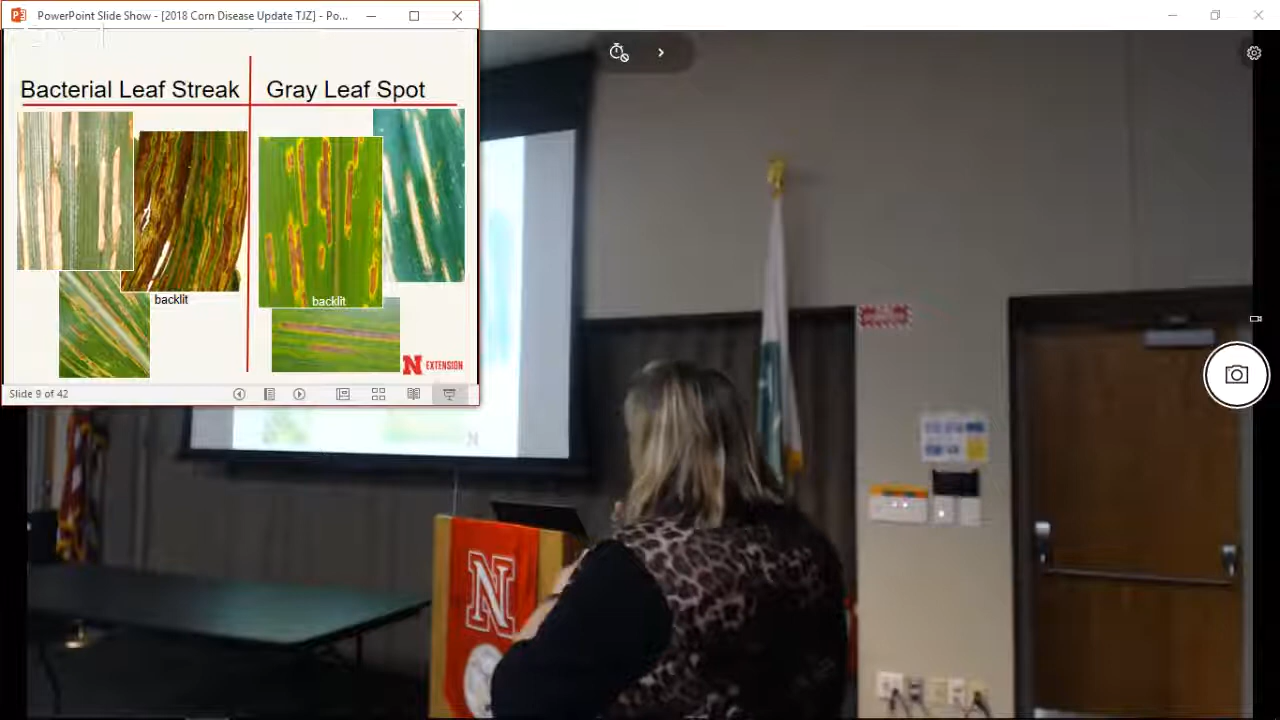 PowerPoint Slide Show - [2018 Corn Disease Update TJZ] - Po...
Bacterial Leaf Streak
Gray Leaf Spot
backlit
backlit
N EXTENSION
Slide 9 of 42
N